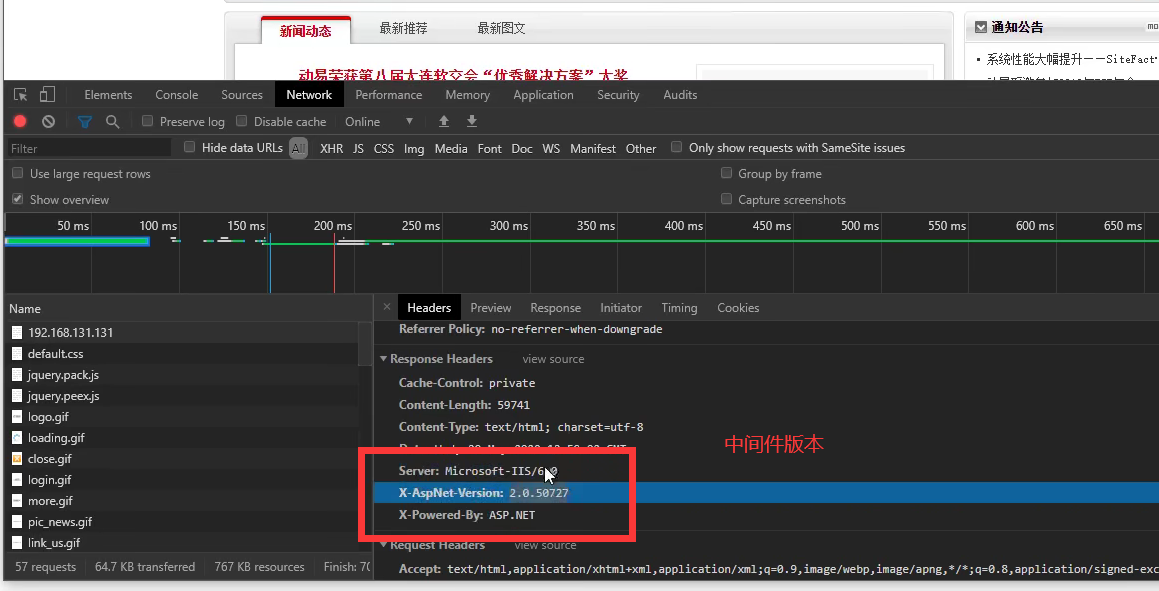 新闻动态 最新推荐 最新图文
通知公告
动易荣获第八届大连软交会“优秀解决方案”大奖
• 系统性能大幅提升——SiteFact
Elements Console Sources Network Performance Memory Application Security Audits
Preserve log Disable cache Online
Filter Hide data URLs All XHR JS CSS Img Media Font Doc WS Manifest Other Only show requests with SameSite issues
Use large request rows Group by frame
Show overview Capture screenshots
50 ms 100 ms 150 ms 200 ms 250 ms 300 ms 350 ms 400 ms 450 ms 500 ms 550 ms 600 ms 650 ms
Name
192.168.131.131
default.css
jquery.pack.js
jquery.peex.js
logo.gif
loading.gif
close.gif
login.gif
more.gif
pic_news.gif
link_us.gif
57 requests 64.7 KB transferred 767 KB resources Finish: 70
× Headers Preview Response Initiator Timing Cookies
Referrer Policy: no-referrer-when-downgrade
Response Headers view source
Cache-Control: private
Content-Length: 59741
Content-Type: text/html; charset=utf-8
中间件版本
Server: Microsoft-IIS/6.0
X-AspNet-Version: 2.0.50727
X-Powered-By: ASP.NET
Request Headers view source
Accept: text/html,application/xhtml+xml,application/xml;q=0.9,image/webp,image/apng,*/*;q=0.8,application/signed-exc